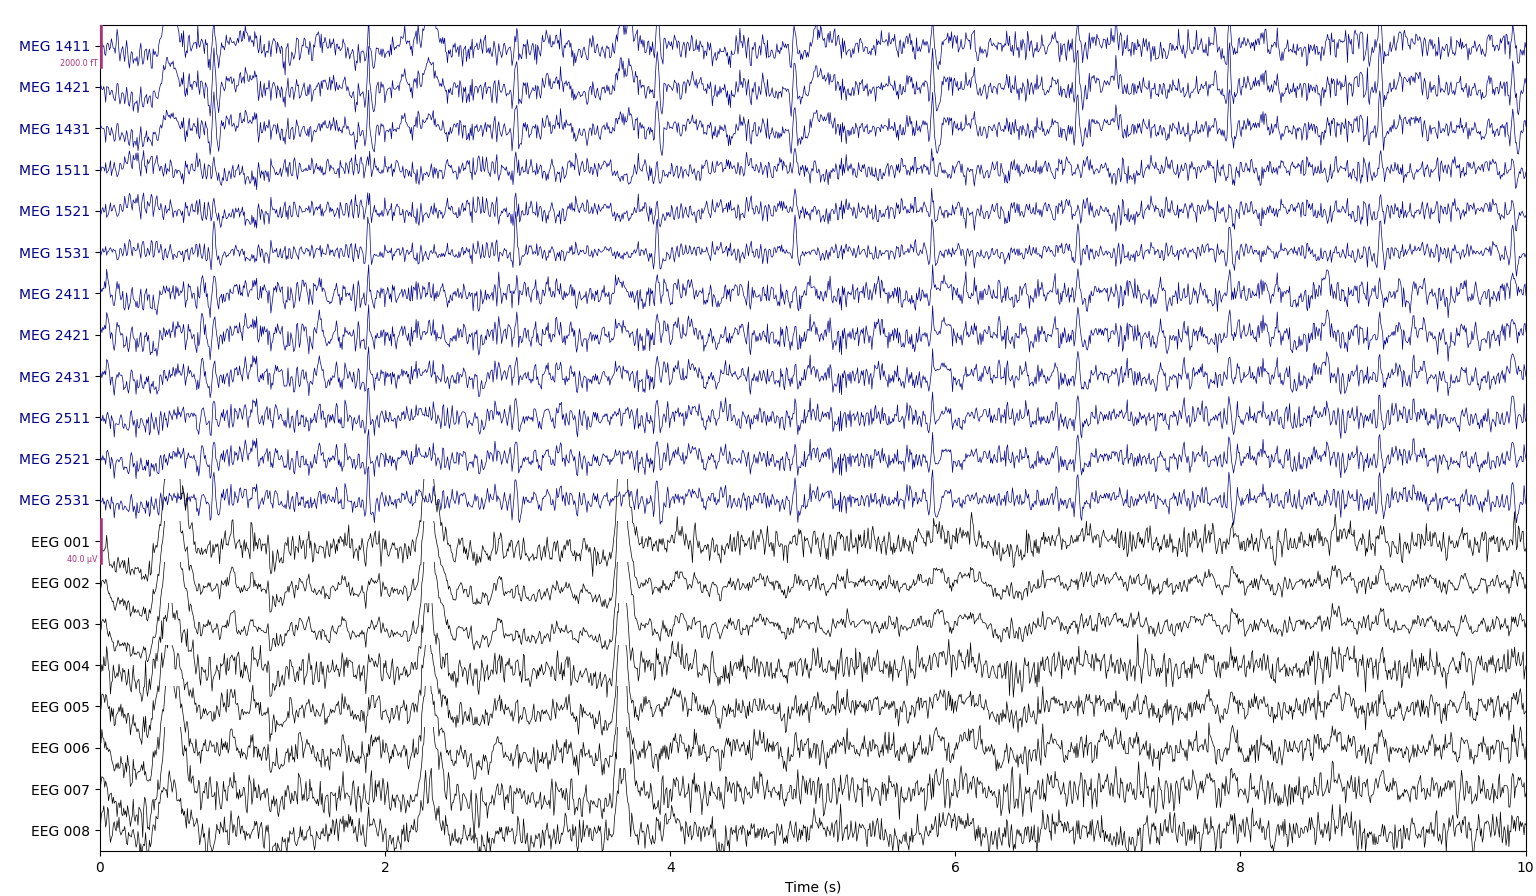 MEG 1411
2000.0 fT
MEG 1421
MEG 1431
MEG 1511
MEG 1521
MEG 1531
MEG 2411
MEG 2421
MEG 2431
MEG 2511
MEG 2521
MEG 2531
EEG 001
40.0 µV
EEG 002
EEG 003
EEG 004
EEG 005
EEG 006
EEG 007
EEG 008
0 2 4 6 8 10
Time (s)